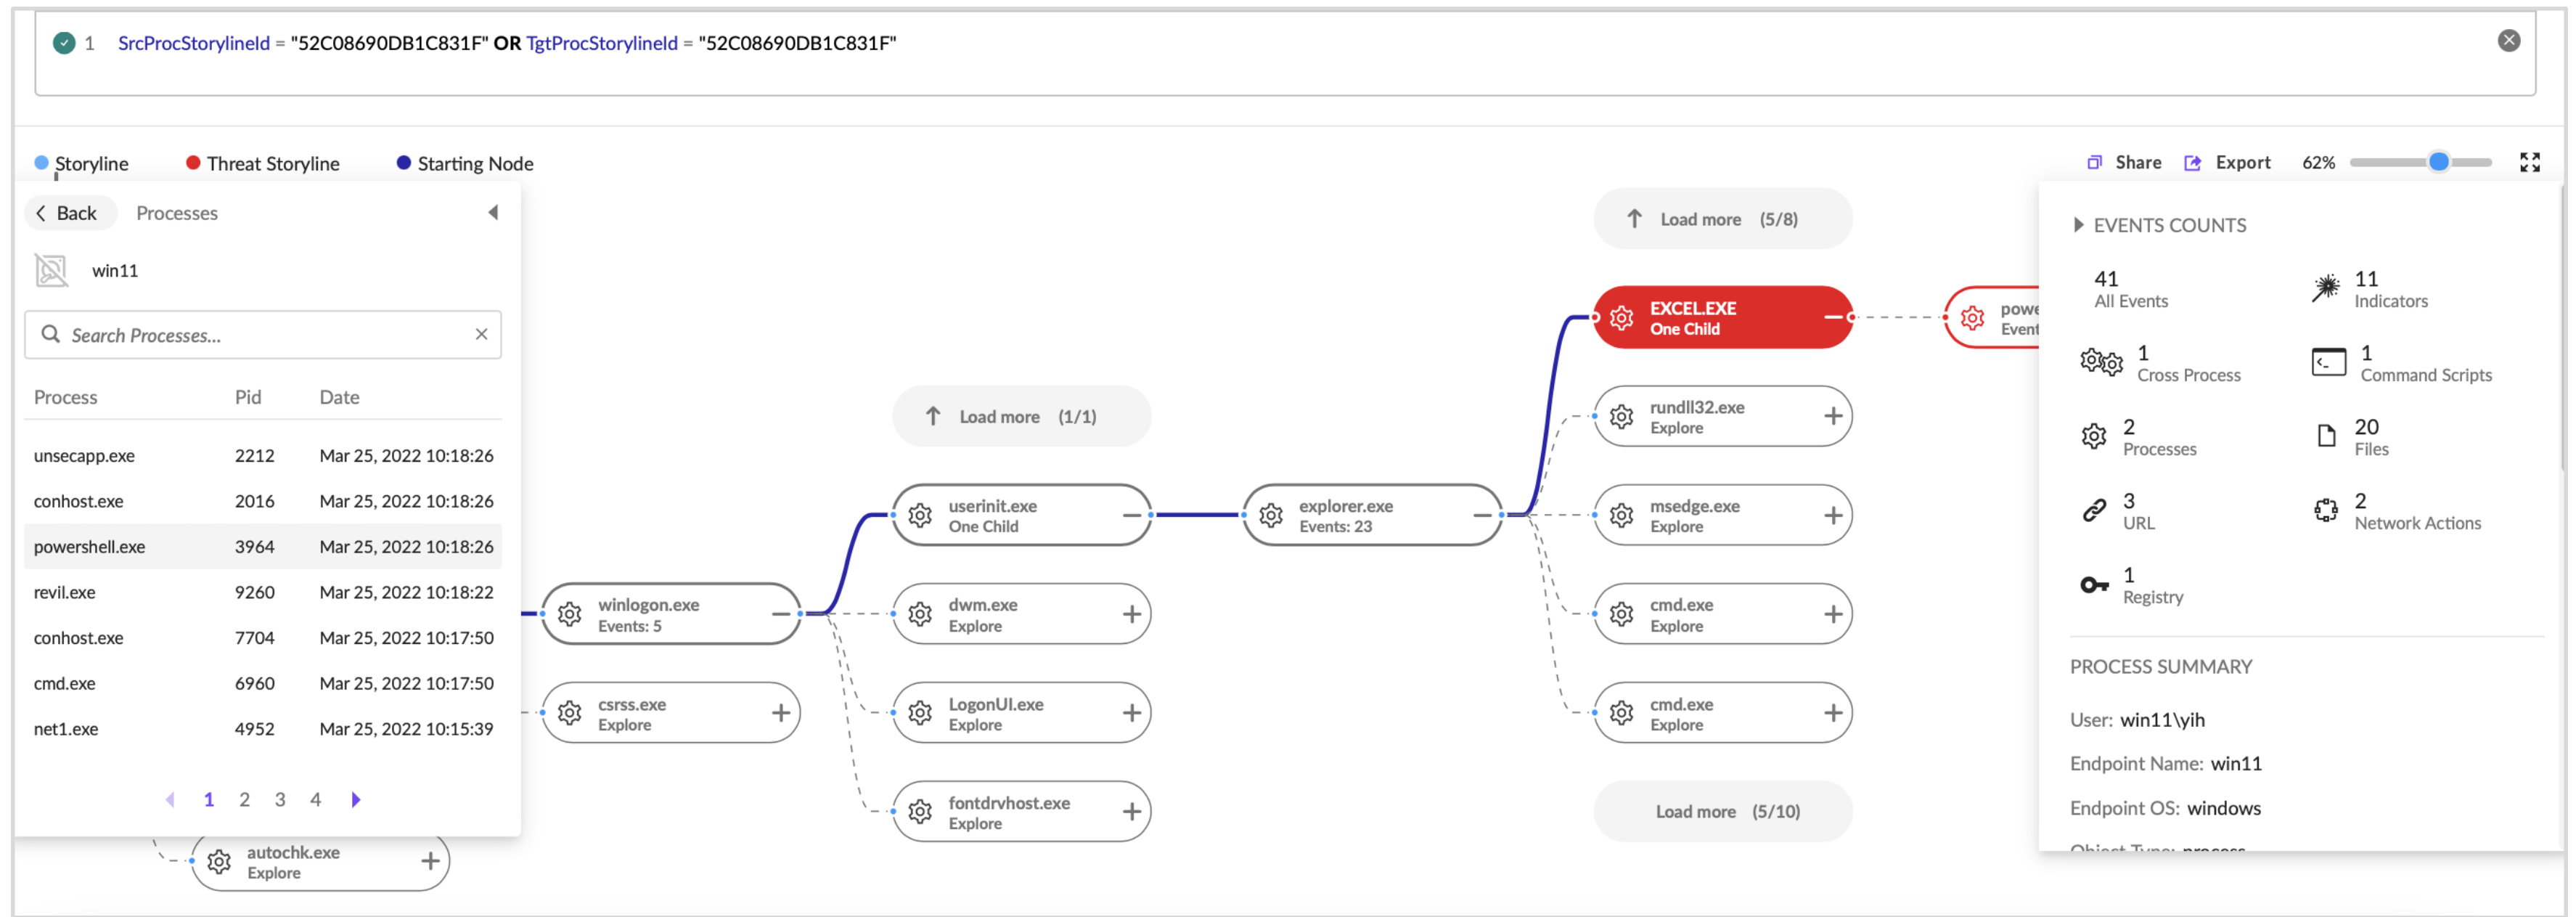 1 SrcProcStorylineId = "52C08690DB1C831F" OR TgtProcStorylineId = "52C08690DB1C831F"
Storyline
Threat Storyline
Starting Node
Share
Export
62%
Back
Processes
win11
Search Processes...
Process Pid Date
unsecapp.exe 2212 Mar 25, 2022 10:18:26
conhost.exe 2016 Mar 25, 2022 10:18:26
powershell.exe 3964 Mar 25, 2022 10:18:26
revil.exe 9260 Mar 25, 2022 10:18:22
conhost.exe 7704 Mar 25, 2022 10:17:50
cmd.exe 6960 Mar 25, 2022 10:17:50
net1.exe 4952 Mar 25, 2022 10:15:39
1 2 3 4
autochk.exe
Explore
winlogon.exe
Events: 5
csrss.exe
Explore
Load more (1/1)
userinit.exe
One Child
dwm.exe
Explore
LogonUI.exe
Explore
fontdrvhost.exe
Explore
explorer.exe
Events: 23
Load more (5/8)
EXCEL.EXE
One Child
rundll32.exe
Explore
msedge.exe
Explore
cmd.exe
Explore
cmd.exe
Explore
Load more (5/10)
powe
Event
EVENTS COUNTS
41
All Events
11
Indicators
1
Cross Process
1
Command Scripts
2
Processes
20
Files
3
URL
2
Network Actions
1
Registry
PROCESS SUMMARY
User: win11\yih
Endpoint Name: win11
Endpoint OS: windows
Object Type: process